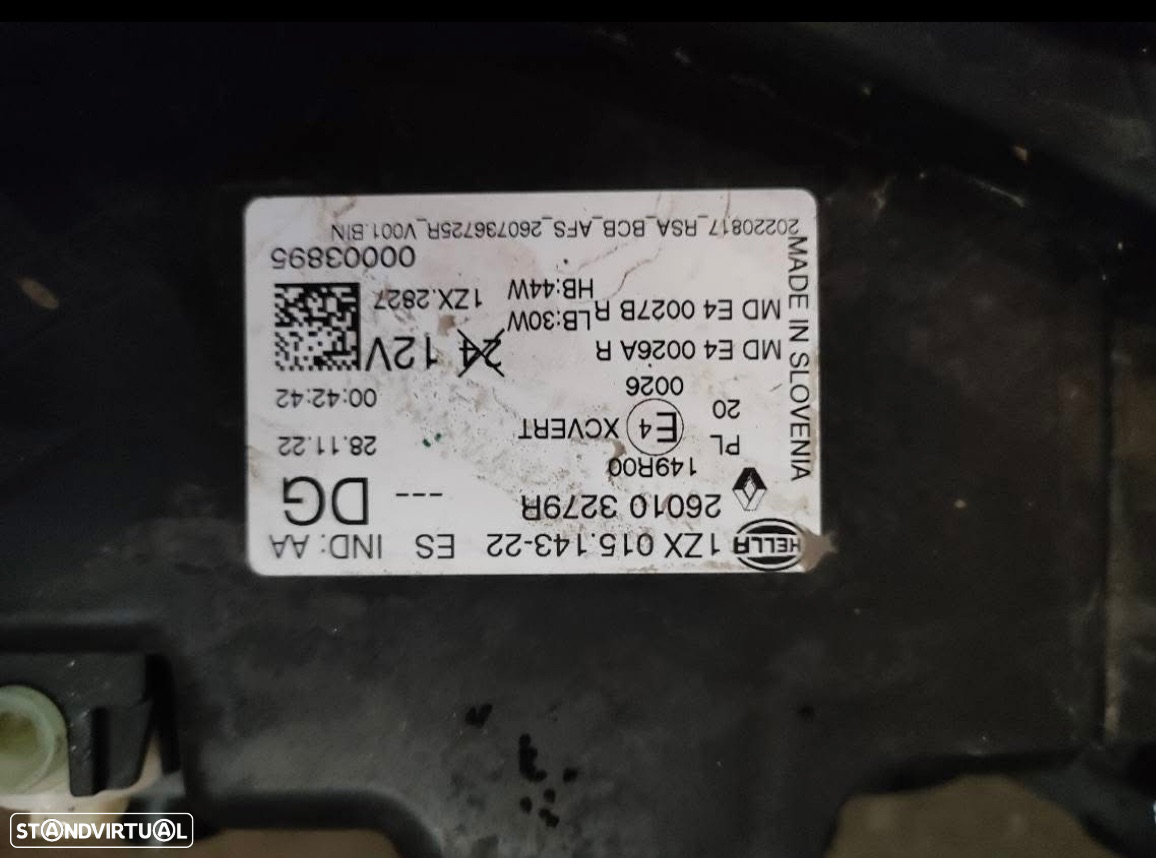 HELLA 1ZX 015.143-22 ES IND: AA
26010 3279R --- DG
149R00
PL E4 XCVERT 28.11.22
20 0026 00:42:42
MD E4 0026A R 24 12V
MD E4 0027B R LB:30W
HB:44W 1ZX.2827
00003895
20220817_RSA_BCB_AFS_260736725R_V001.BIN
MADE IN SLOVENIA
STANDVIRTUAL